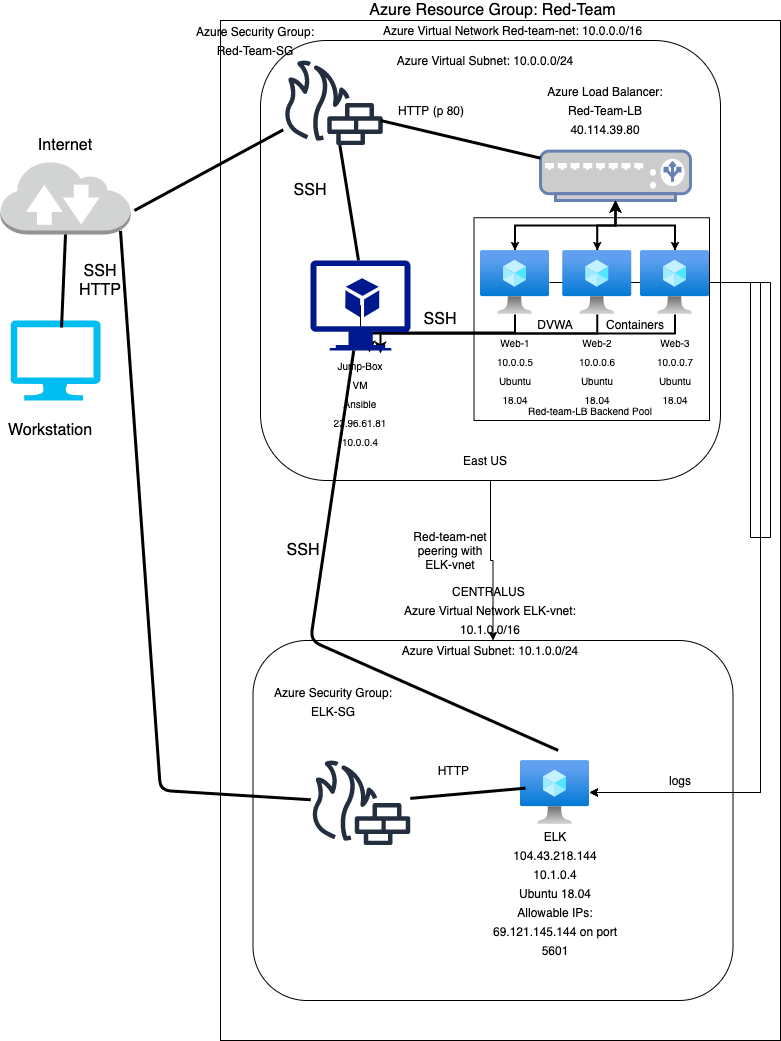 Azure Resource Group: Red-Team
Azure Security Group:
Red-Team-SG
Azure Virtual Network Red-team-net: 10.0.0.0/16
Azure Virtual Subnet: 10.0.0.0/24
Azure Load Balancer:
Red-Team-LB
40.114.39.80
HTTP (p 80)
Internet
SSH
SSH
HTTP
SSH
DVWA
Containers
Web-1
10.0.0.5
Ubuntu
18.04
Web-2
10.0.0.6
Ubuntu
18.04
Web-3
10.0.0.7
Ubuntu
18.04
Red-team-LB Backend Pool
Jump-Box
VM
Ansible
10.0.0.4
Workstation
East US
Red-team-net
peering with
ELK-vnet
SSH
CENTRALUS
Azure Virtual Network ELK-vnet:
10.1.0.0/16
Azure Virtual Subnet: 10.1.0.0/24
Azure Security Group:
ELK-SG
HTTP
logs
ELK
104.43.218.144
10.1.0.4
Ubuntu 18.04
Allowable IPs:
69.121.145.144 on port
5601